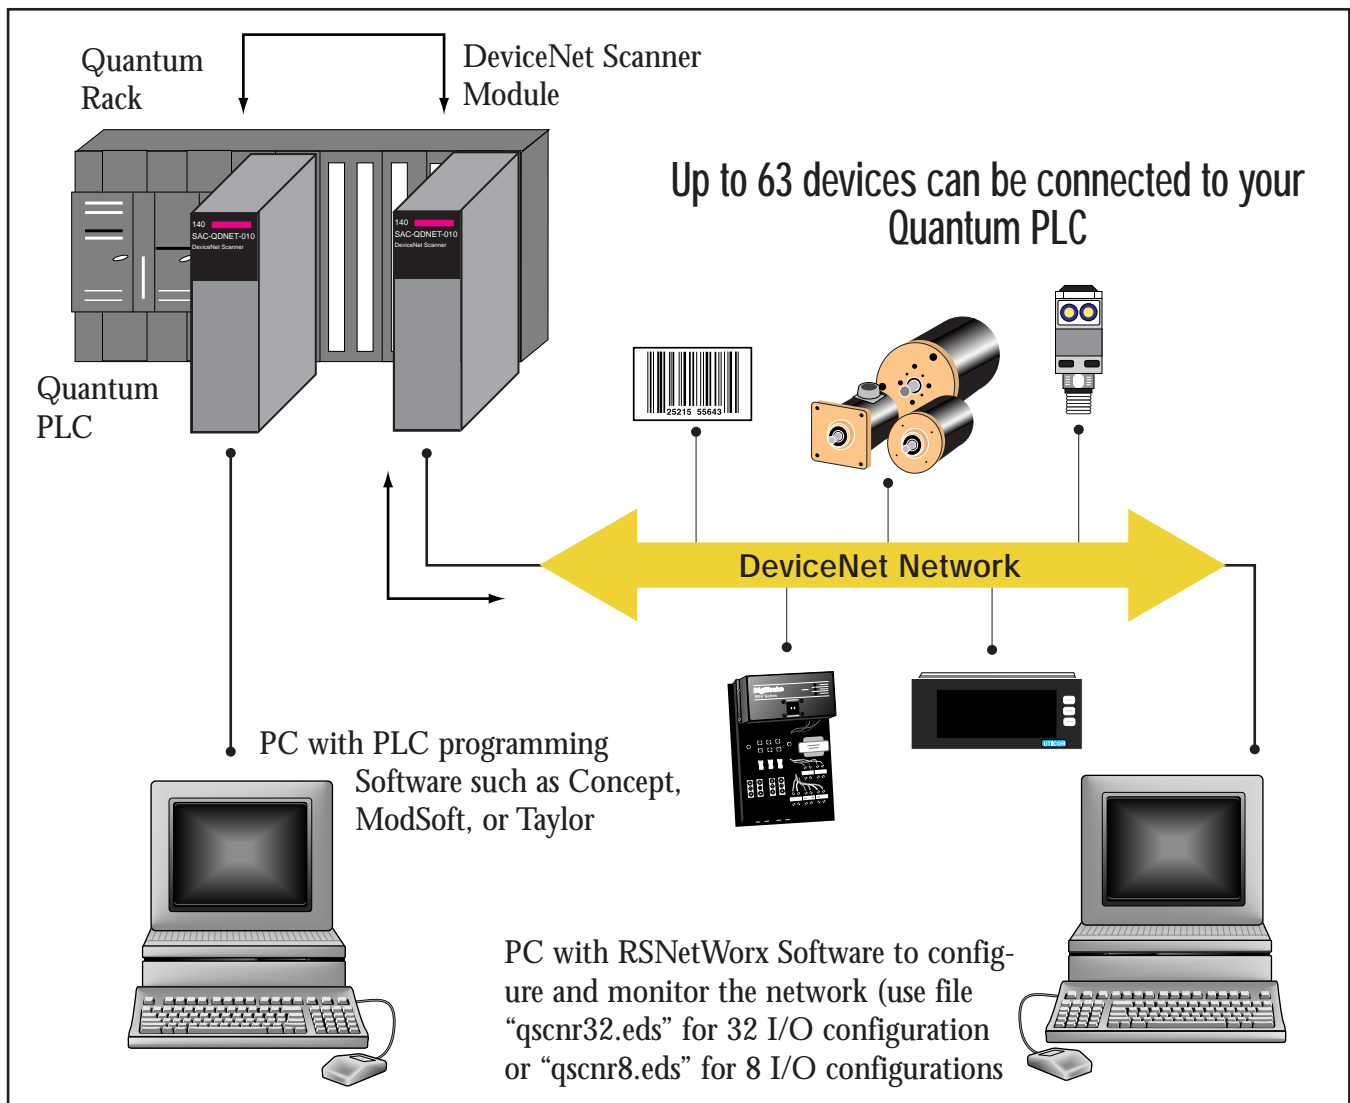 Quantum
Rack
DeviceNet Scanner
Module
140
SAC-QDNET-010
DeviceNet Scanner
140
SAC-QDNET-010
DeviceNet Scanner
Up to 63 devices can be connected to your
Quantum PLC
Quantum
PLC
25215 55643
DeviceNet Network
UTICOR
PC with PLC programming
Software such as Concept,
ModSoft, or Taylor
PC with RSNetWorx Software to config-
ure and monitor the network (use file
“qscnr32.eds” for 32 I/O configuration
or “qscnr8.eds” for 8 I/O configurations